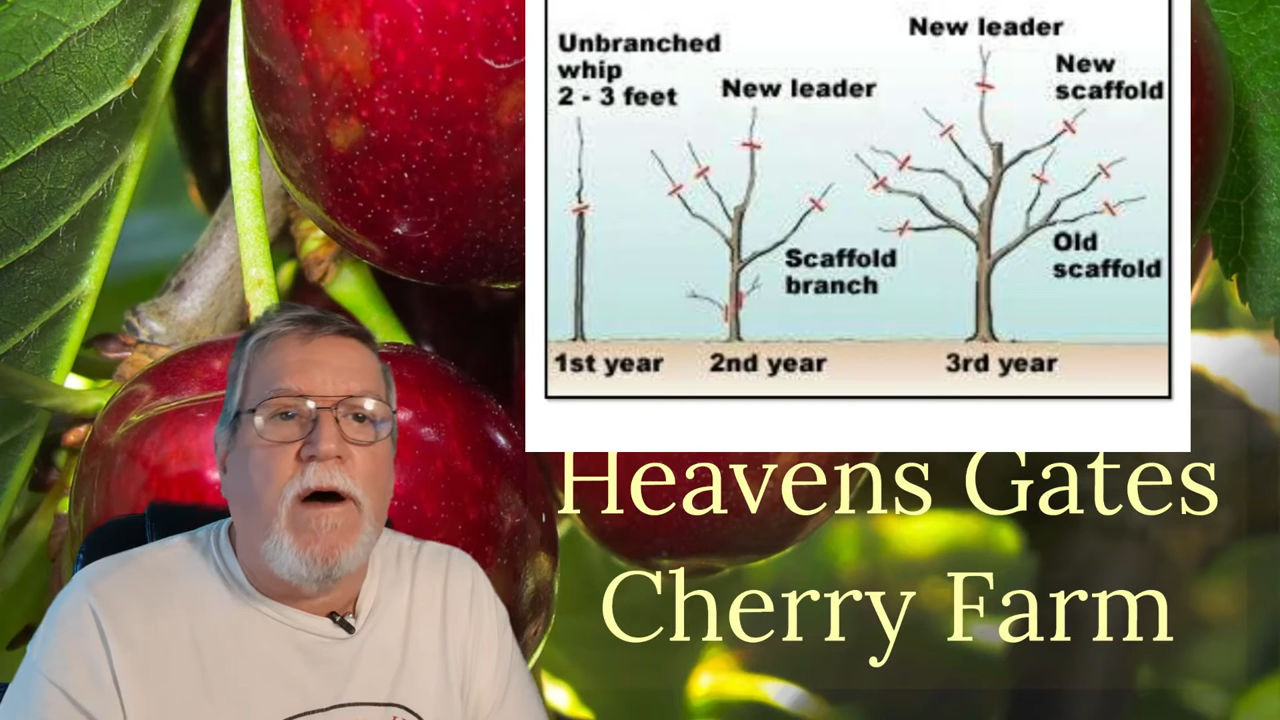 Unbranched
whip
2 - 3 feet
New leader
New leader
New
scaffold
Scaffold
branch
Old
scaffold
1st year
2nd year
3rd year
Heavens Gates
Cherry Farm